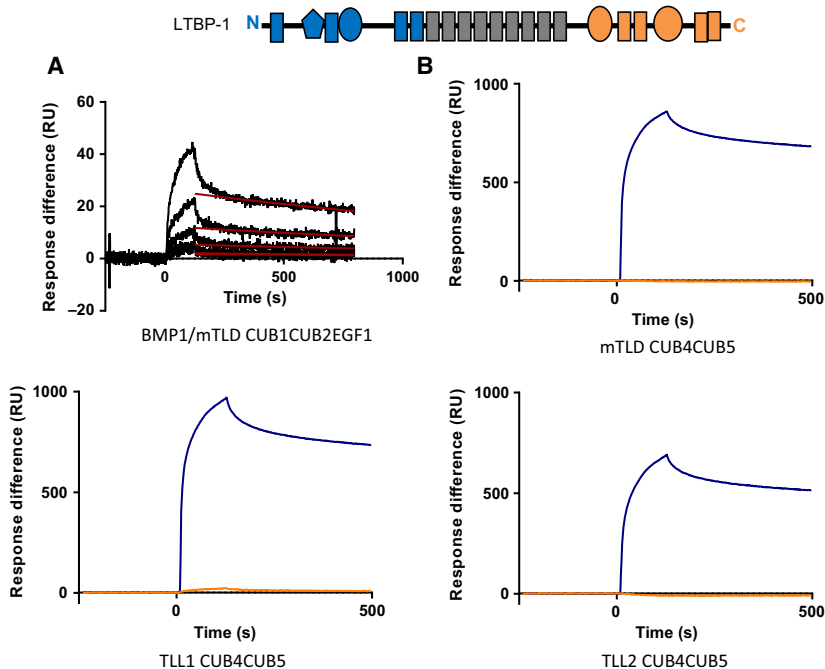 LTBP-1 N C
A
Response difference (RU)
60
40
20
0
−20
0 500 1000
Time (s)
BMP1/mTLD CUB1CUB2EGF1
B
Response difference (RU)
1000
500
0
0 500
Time (s)
mTLD CUB4CUB5
Response difference (RU)
1000
500
0
0 500
Time (s)
TLL1 CUB4CUB5
Response difference (RU)
1000
500
0
0 500
Time (s)
TLL2 CUB4CUB5